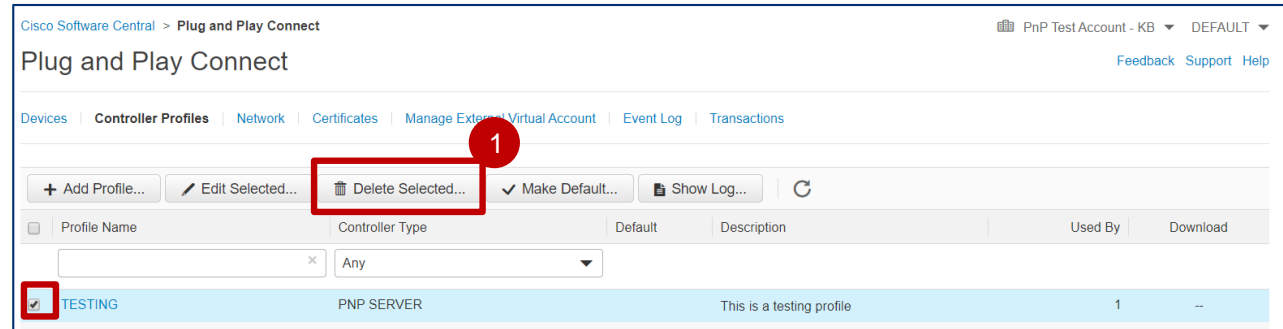 Cisco Software Central > Plug and Play Connect
PnP Test Account - KB DEFAULT
Plug and Play Connect
Feedback Support Help
Devices Controller Profiles Network Certificates Manage External Virtual Account Event Log Transactions
1
+ Add Profile... Edit Selected... Delete Selected... Make Default... Show Log...
Profile Name Controller Type Default Description Used By Download
× Any
TESTING PNP SERVER This is a testing profile 1 --